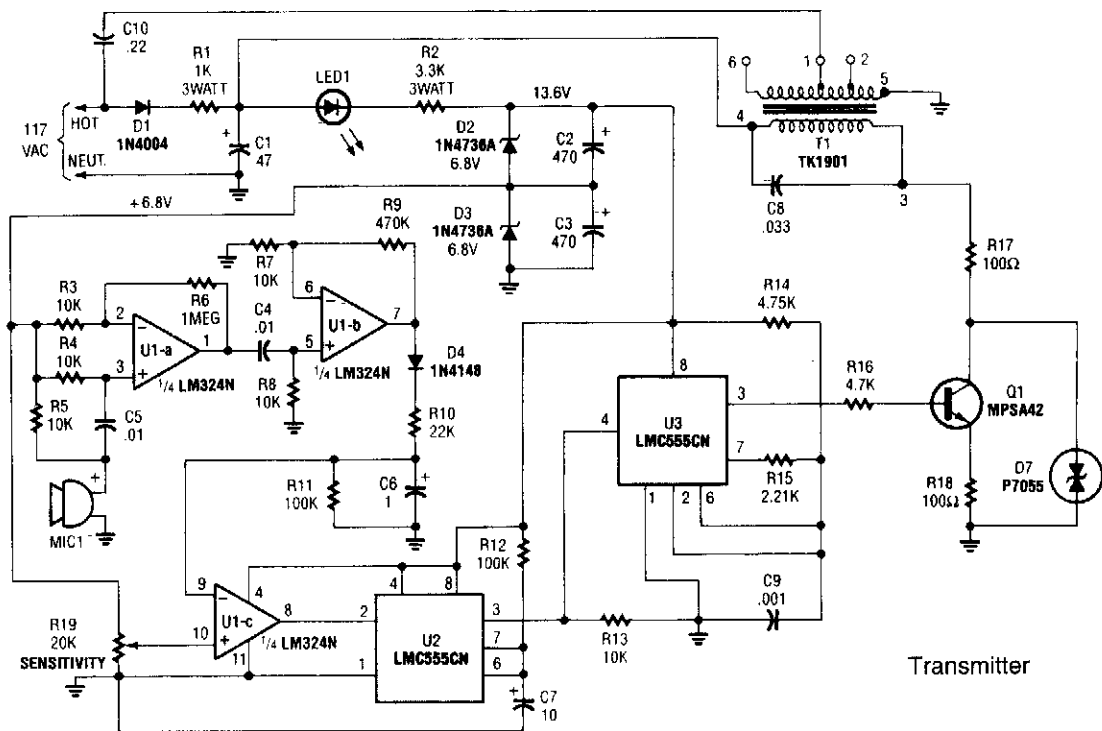 C10
.22
R1
1K
3WATT
LED1
R2
3.3K
3WATT
13.6V
6
1
2
5
117
VAC
HOT
NEUT.
D1
1N4004
+
C1
47
D2
1N4736A
6.8V
+
C2
470
4
T1
TK1901
3
C8
.033
+6.8V
D3
1N4736A
6.8V
+
C3
470
R9
470K
R7
10K
R17
100Ω
R3
10K
R6
1MEG
2
−
R4
10K
3
+
U1-a
1
1/4 LM324N
C4
.01
6
−
5
+
U1-b
7
1/4 LM324N
R8
10K
D4
1N4148
R14
4.75K
R5
10K
C5
.01
R10
22K
8
3
4
U3
LMC555CN
7
1
2
6
R16
4.7K
Q1
MPSA42
R15
2.21K
R18
100Ω
D7
P7055
MIC1
+
−
R11
100K
C6
1
+
R12
100K
C9
.001
9
−
4
10
+
U1-c
8
11
1/4 LM324N
R19
20K
SENSITIVITY
4
8
2
3
U2
LMC555CN
7
1
6
R13
10K
+
C7
10
Transmitter